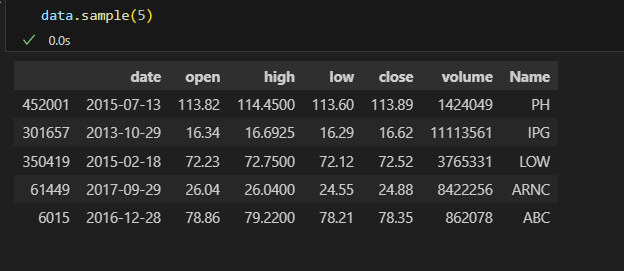 data.sample(5)
0.0s
date open high low close volume Name
452001 2015-07-13 113.82 114.4500 113.60 113.89 1424049 PH
301657 2013-10-29 16.34 16.6925 16.29 16.62 11113561 IPG
350419 2015-02-18 72.23 72.7500 72.12 72.52 3765331 LOW
61449 2017-09-29 26.04 26.0400 24.55 24.88 8422256 ARNC
6015 2016-12-28 78.86 79.2200 78.21 78.35 862078 ABC